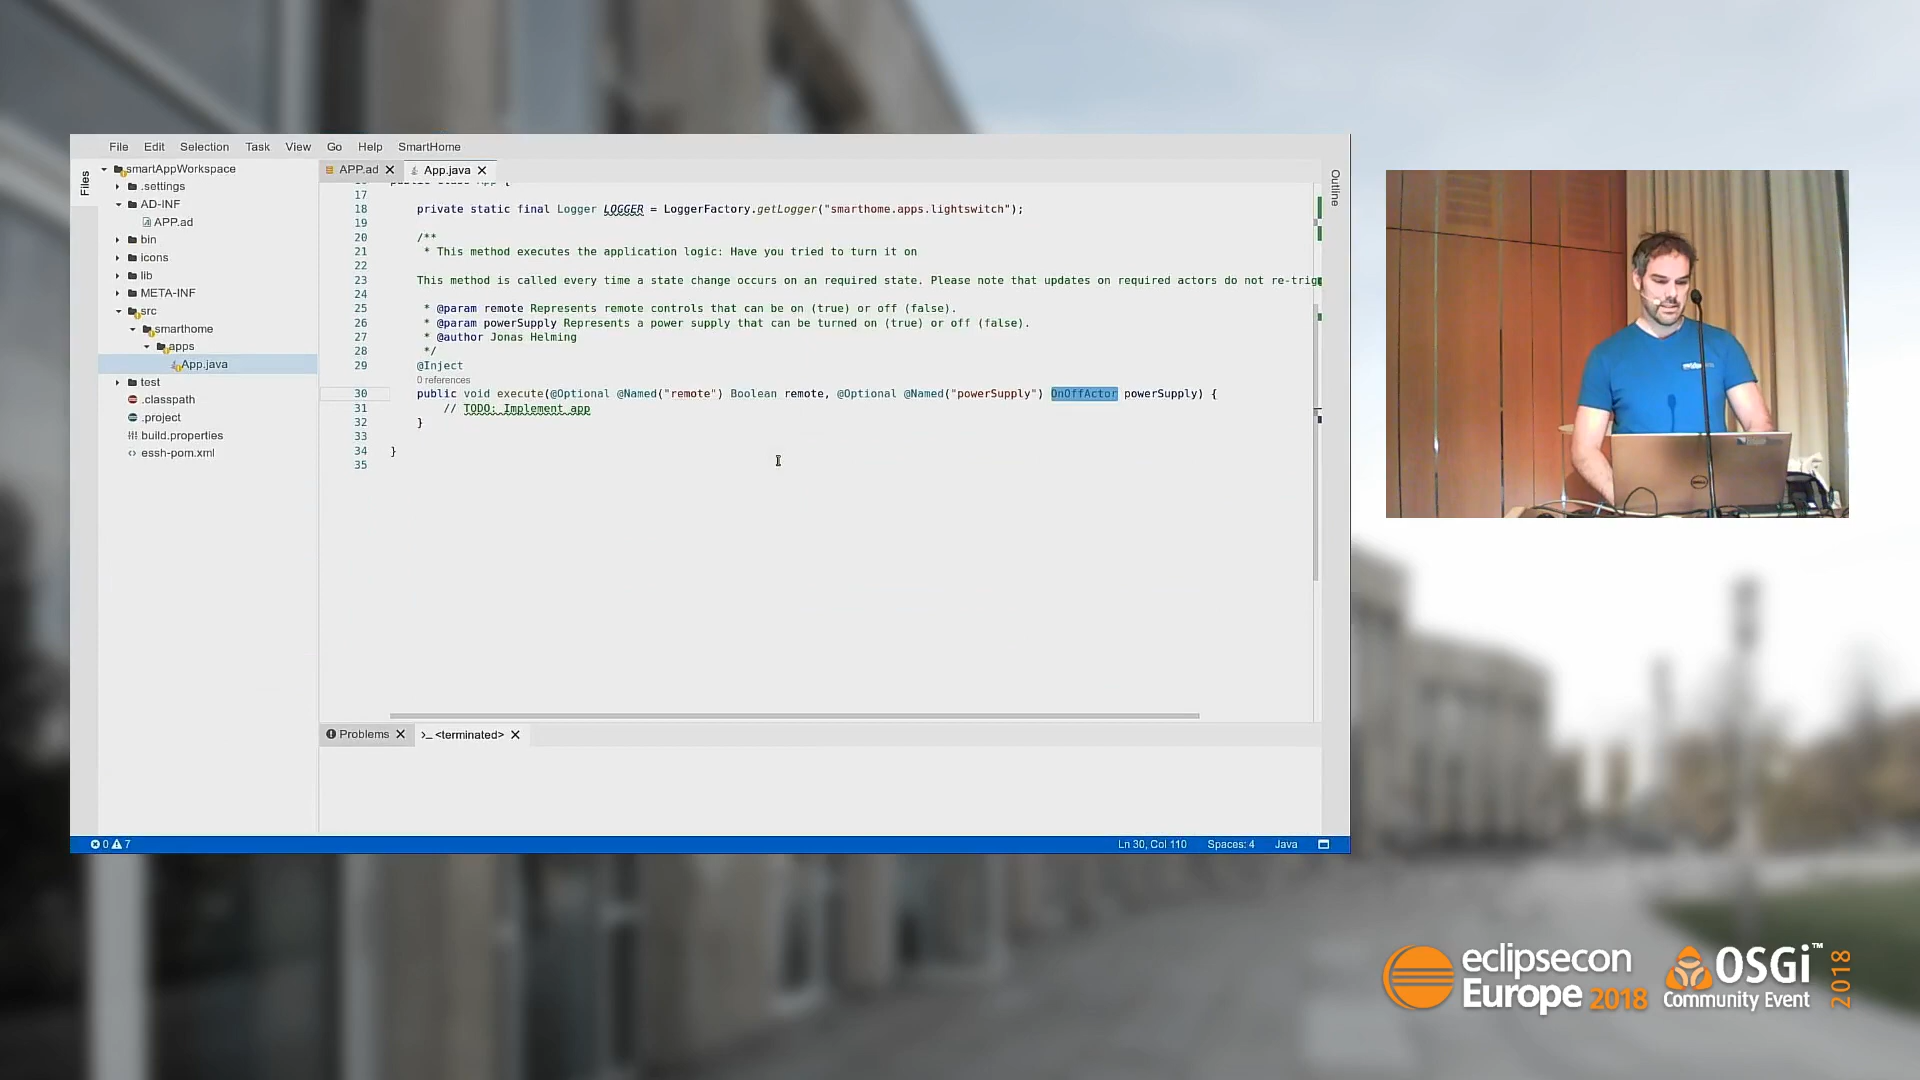 File Edit Selection Task View Go Help SmartHome
Files
smartAppWorkspace
.settings
AD-INF
APP.ad
bin
icons
lib
META-INF
src
smarthome
apps
App.java
test
.classpath
.project
build.properties
essh-pom.xml
APP.ad
App.java
Outline
17
18 private static final Logger LOGGER = LoggerFactory.getLogger("smarthome.apps.lightswitch");
19
20 /**
21 * This method executes the application logic: Have you tried to turn it on
22
23 This method is called every time a state change occurs on an required state. Please note that updates on required actors do not re-trig
24
25 * @param remote Represents remote controls that can be on (true) or off (false).
26 * @param powerSupply Represents a power supply that can be turned on (true) or off (false).
27 * @author Jonas Helming
28 */
29 @Inject
0 references
30 public void execute(@Optional @Named("remote") Boolean remote, @Optional @Named("powerSupply") OnOffActor powerSupply) {
31 // TODO: Implement app
32 }
33
34 }
35
Problems >_ <terminated>
0 7 Ln 30, Col 110 Spaces: 4 Java
DELL
eclipsecon
Europe 2018
OSGi™
Community Event
2018